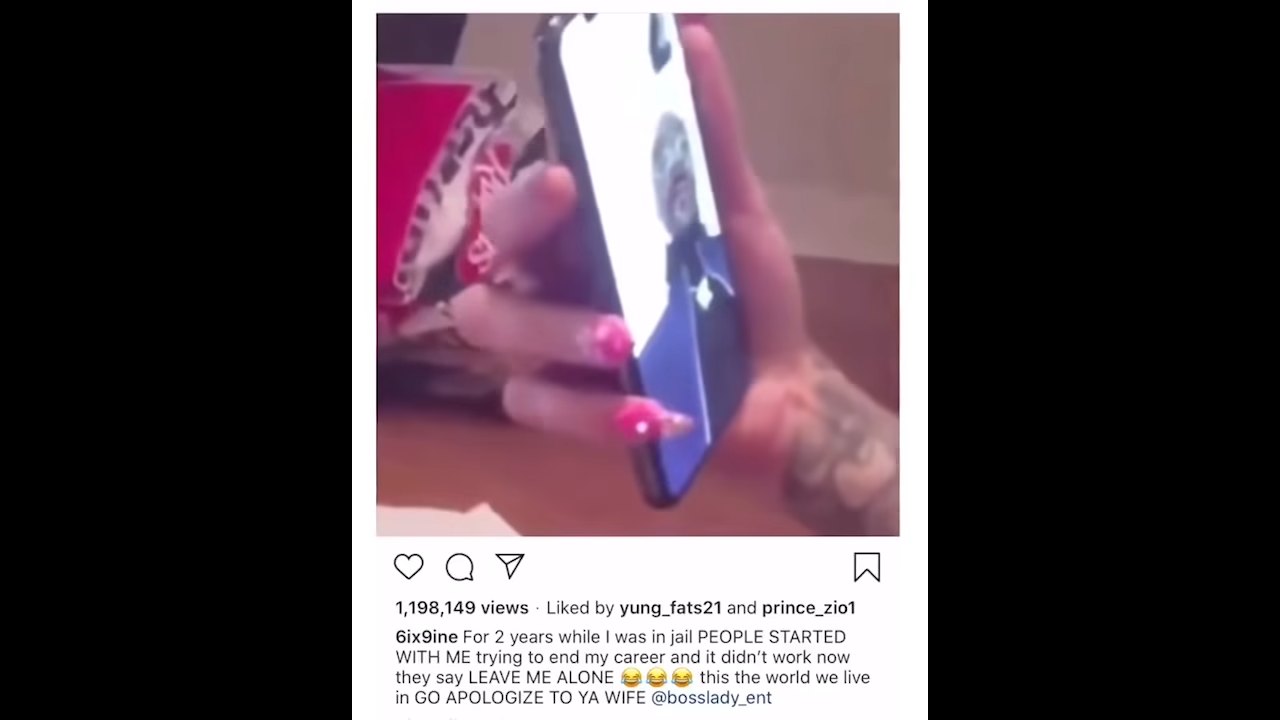 1,198,149 views · Liked by yung_fats21 and prince_zio1
6ix9ine For 2 years while I was in jail PEOPLE STARTED
WITH ME trying to end my career and it didn’t work now
they say LEAVE ME ALONE 😂😂😂 this the world we live
in GO APOLOGIZE TO YA WIFE @bosslady_ent